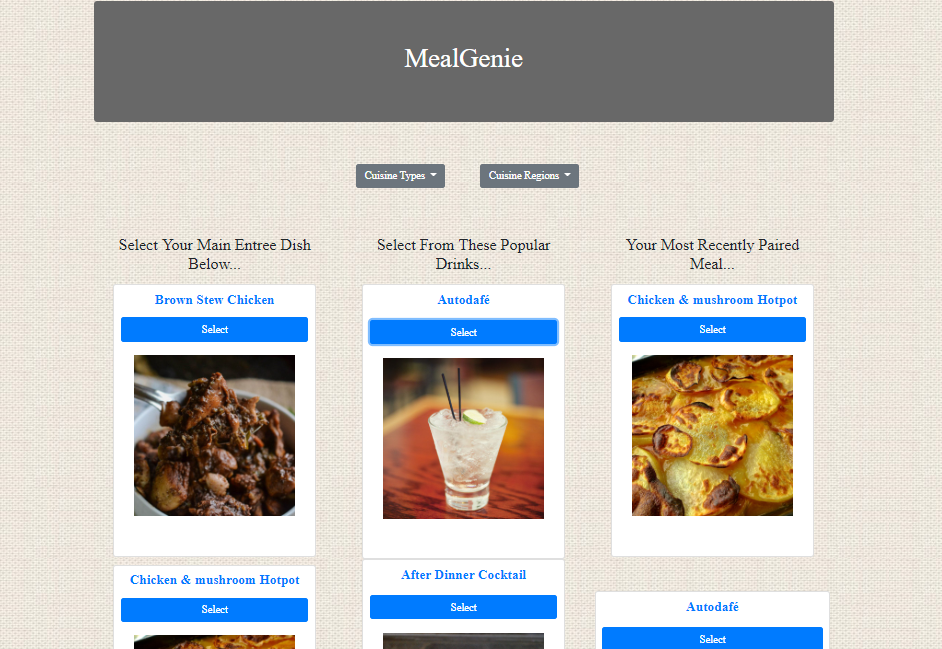 MealGenie
Cuisine Types
Cuisine Regions
Select Your Main Entree Dish
Below...
Brown Stew Chicken
Select
Chicken & mushroom Hotpot
Select
Select From These Popular
Drinks...
Autodafé
Select
After Dinner Cocktail
Select
Your Most Recently Paired
Meal...
Chicken & mushroom Hotpot
Select
Autodafé
Select